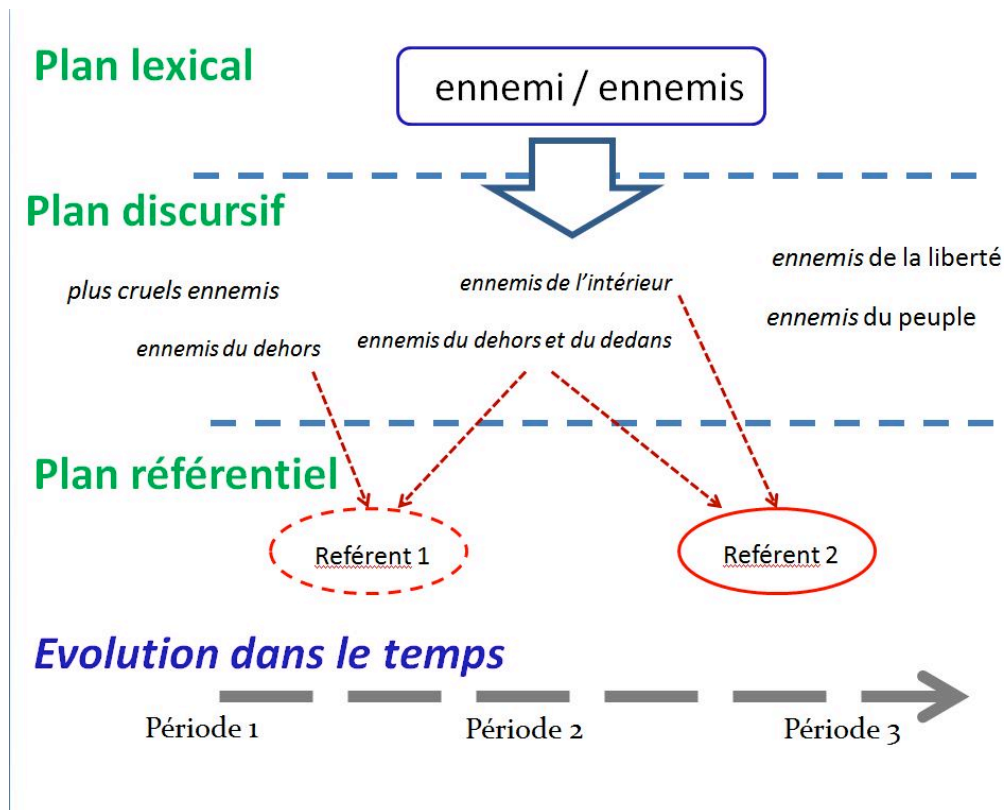 Plan lexical
ennemi / ennemis
Plan discursif
ennemis de la liberté
plus cruels ennemis
ennemis de l'intérieur
ennemis du peuple
ennemis du dehors
ennemis du dehors et du dedans
Plan référentiel
Reférent 1
Reférent 2
Evolution dans le temps
Période 1
Période 2
Période 3